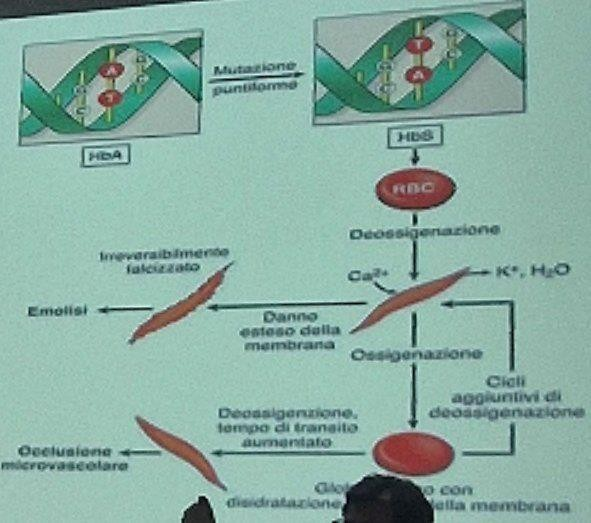 A
T
G
C
G
C
Mutazione
puntiforme
T
A
G
C
G
C
HbA
HbS
RBC
Deossigenazione
Irreversibilmente
falcizzato
Ca²⁺
K⁺, H₂O
Emolisi
Danno
esteso della
membrana
Ossigenazione
Cicli
aggiuntivi di
deossigenazione
Deossigenzione,
tempo di transito
aumentato
Occlusione
microvascolare
con
disidratazione della membrana